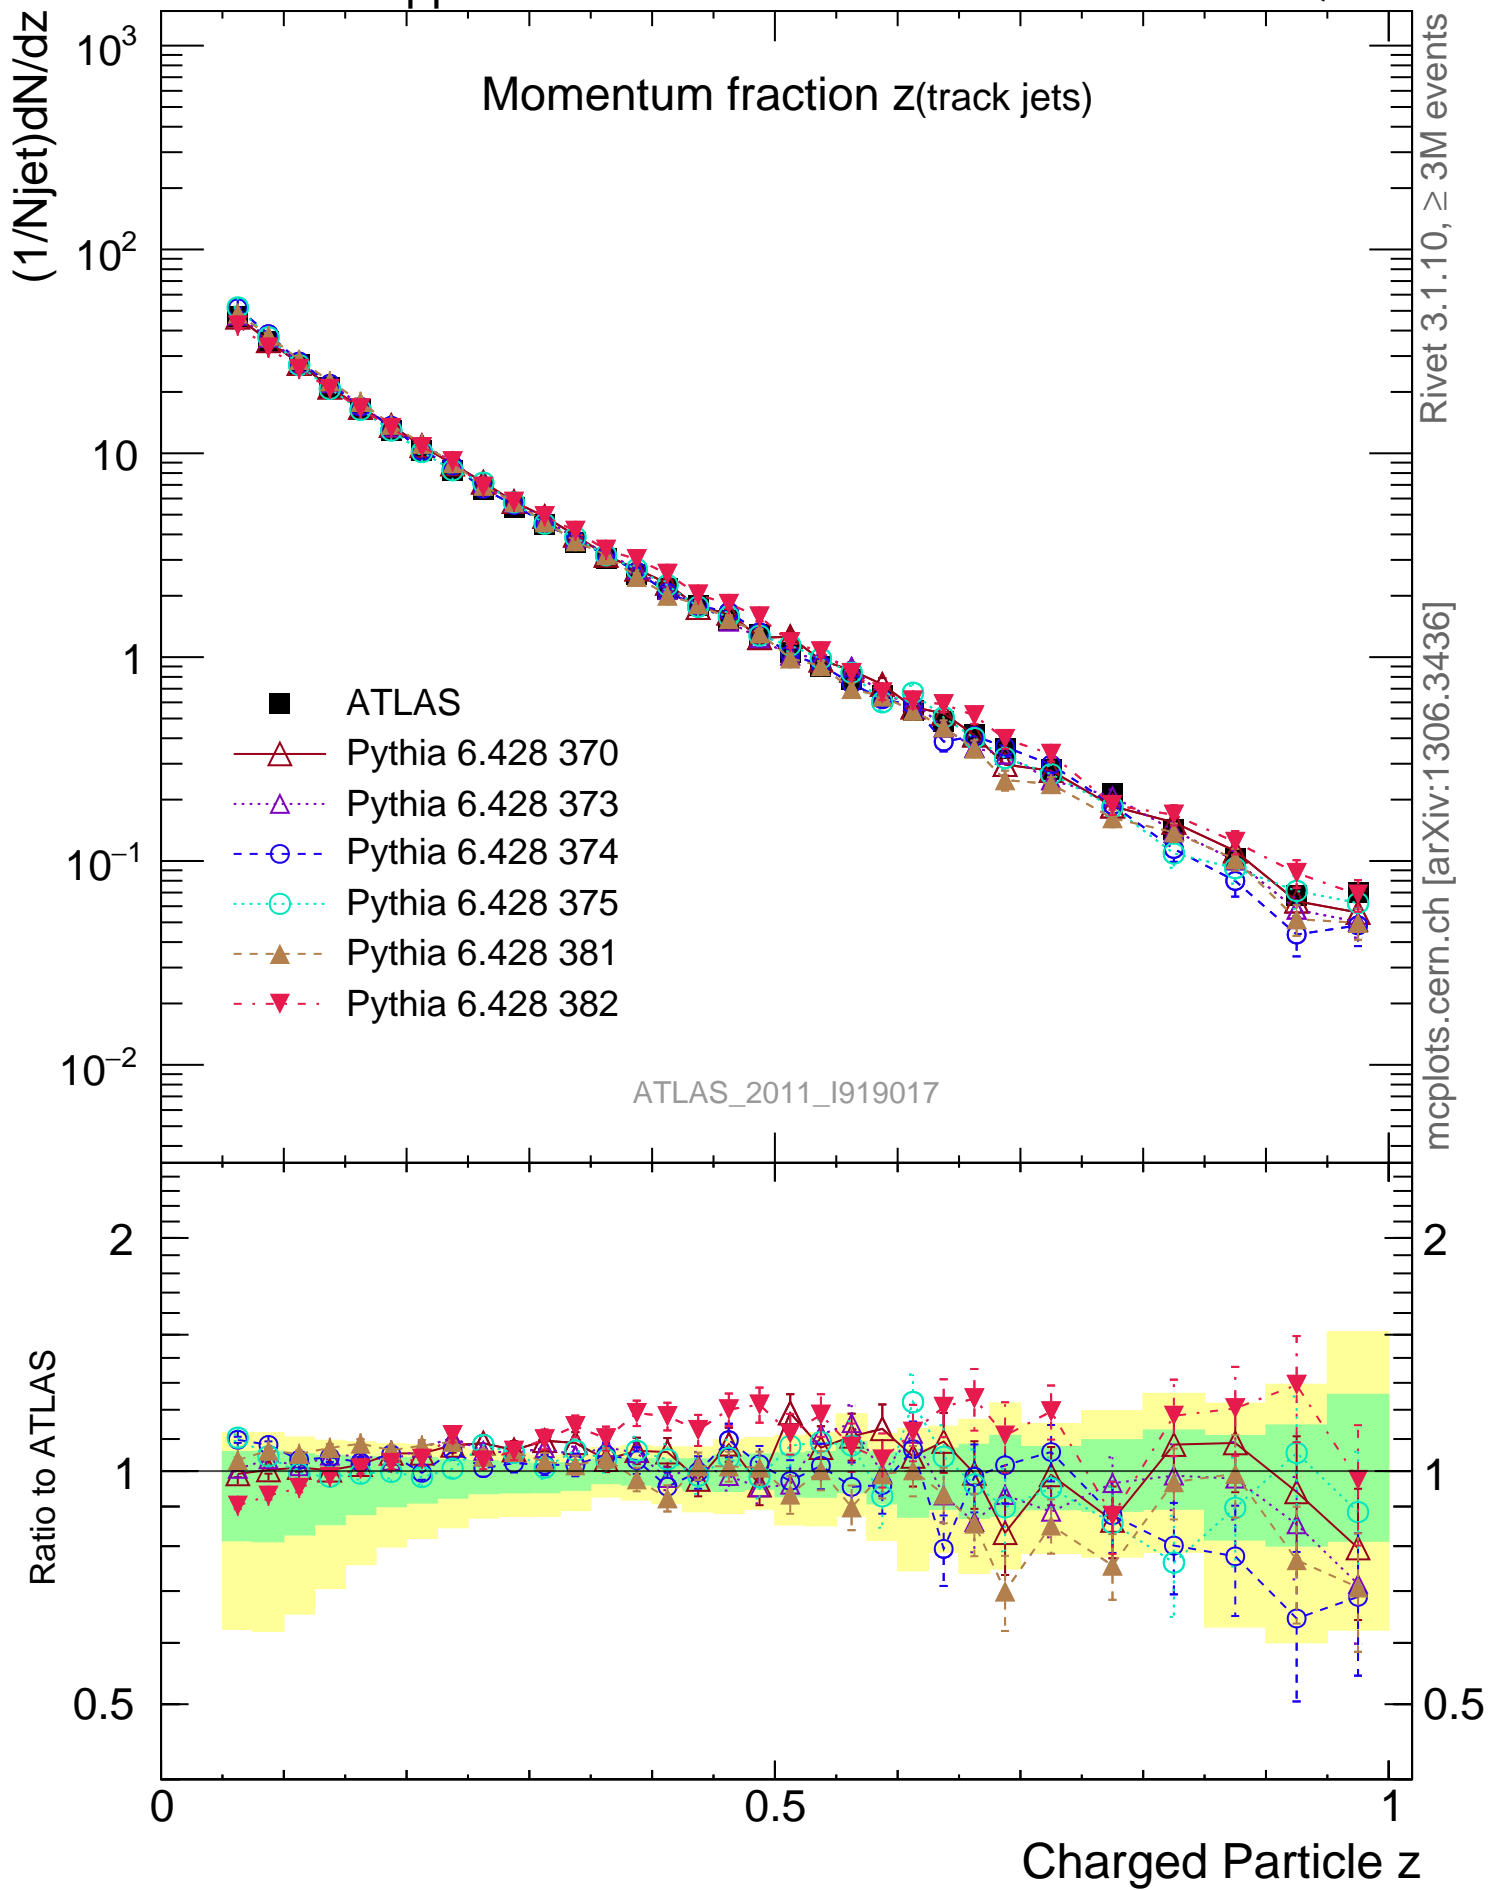 (1/Njet)dN/dz
Momentum fraction z(track jets)
10³
10²
10
1
10⁻¹
10⁻²
ATLAS
Pythia 6.428 370
Pythia 6.428 373
Pythia 6.428 374
Pythia 6.428 375
Pythia 6.428 381
Pythia 6.428 382
ATLAS_2011_I919017
Rivet 3.1.10, ≥ 3M events
mcplots.cern.ch [arXiv:1306.3436]
Ratio to ATLAS
2
1
0.5
2
1
0.5
0
0.5
1
Charged Particle z